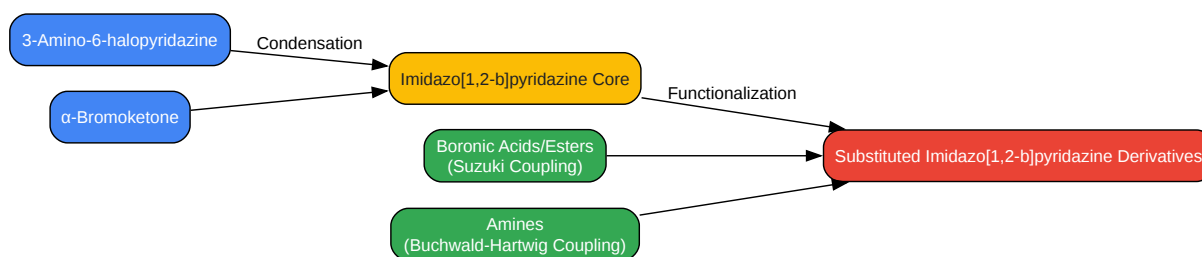 3-Amino-6-halopyridazine
Condensation
α-Bromoketone
Imidazo[1,2-b]pyridazine Core
Functionalization
Boronic Acids/Esters
(Suzuki Coupling)
Substituted Imidazo[1,2-b]pyridazine Derivatives
Amines
(Buchwald-Hartwig Coupling)